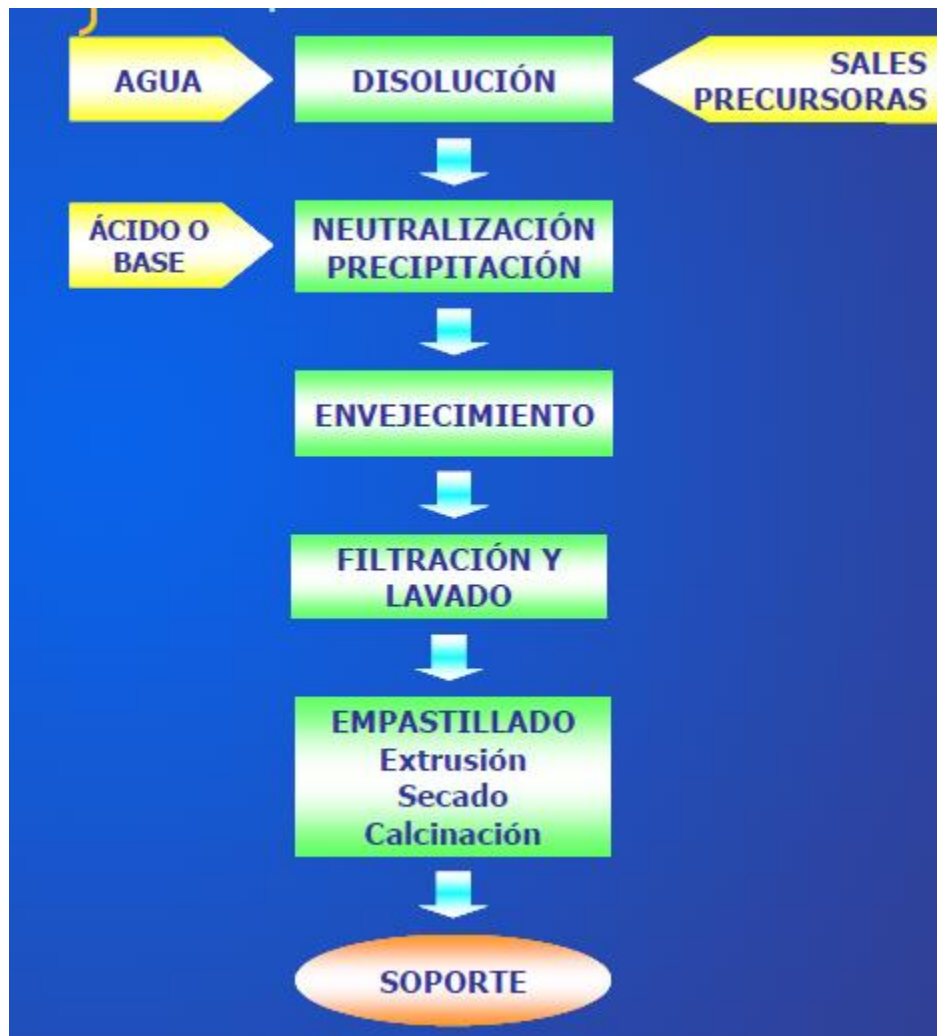 AGUA
DISOLUCIÓN
SALES
PRECURSORAS
ÁCIDO O
BASE
NEUTRALIZACIÓN
PRECIPITACIÓN
ENVEJECIMIENTO
FILTRACIÓN Y
LAVADO
EMPASTILLADO
Extrusión
Secado
Calcinación
SOPORTE